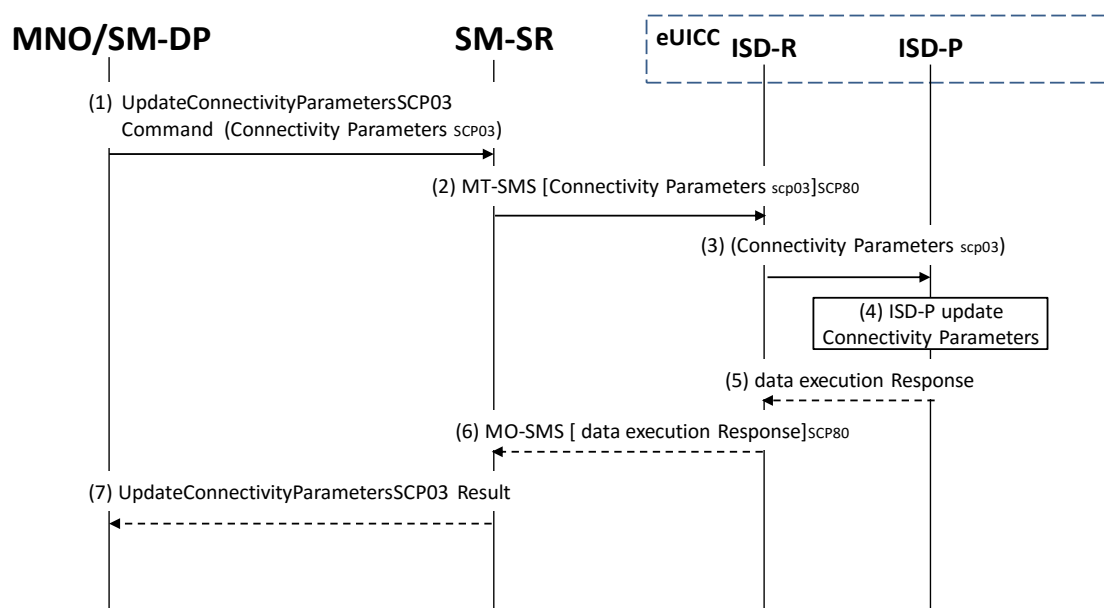 MNO/SM-DP
SM-SR
eUICC
ISD-R
ISD-P
(1) UpdateConnectivityParametersSCP03
Command (Connectivity Parameters SCP03)
(2) MT-SMS [Connectivity Parameters scp03]SCP80
(3) (Connectivity Parameters scp03)
(4) ISD-P update
Connectivity Parameters
(5) data execution Response
(6) MO-SMS [ data execution Response]SCP80
(7) UpdateConnectivityParametersSCP03 Result